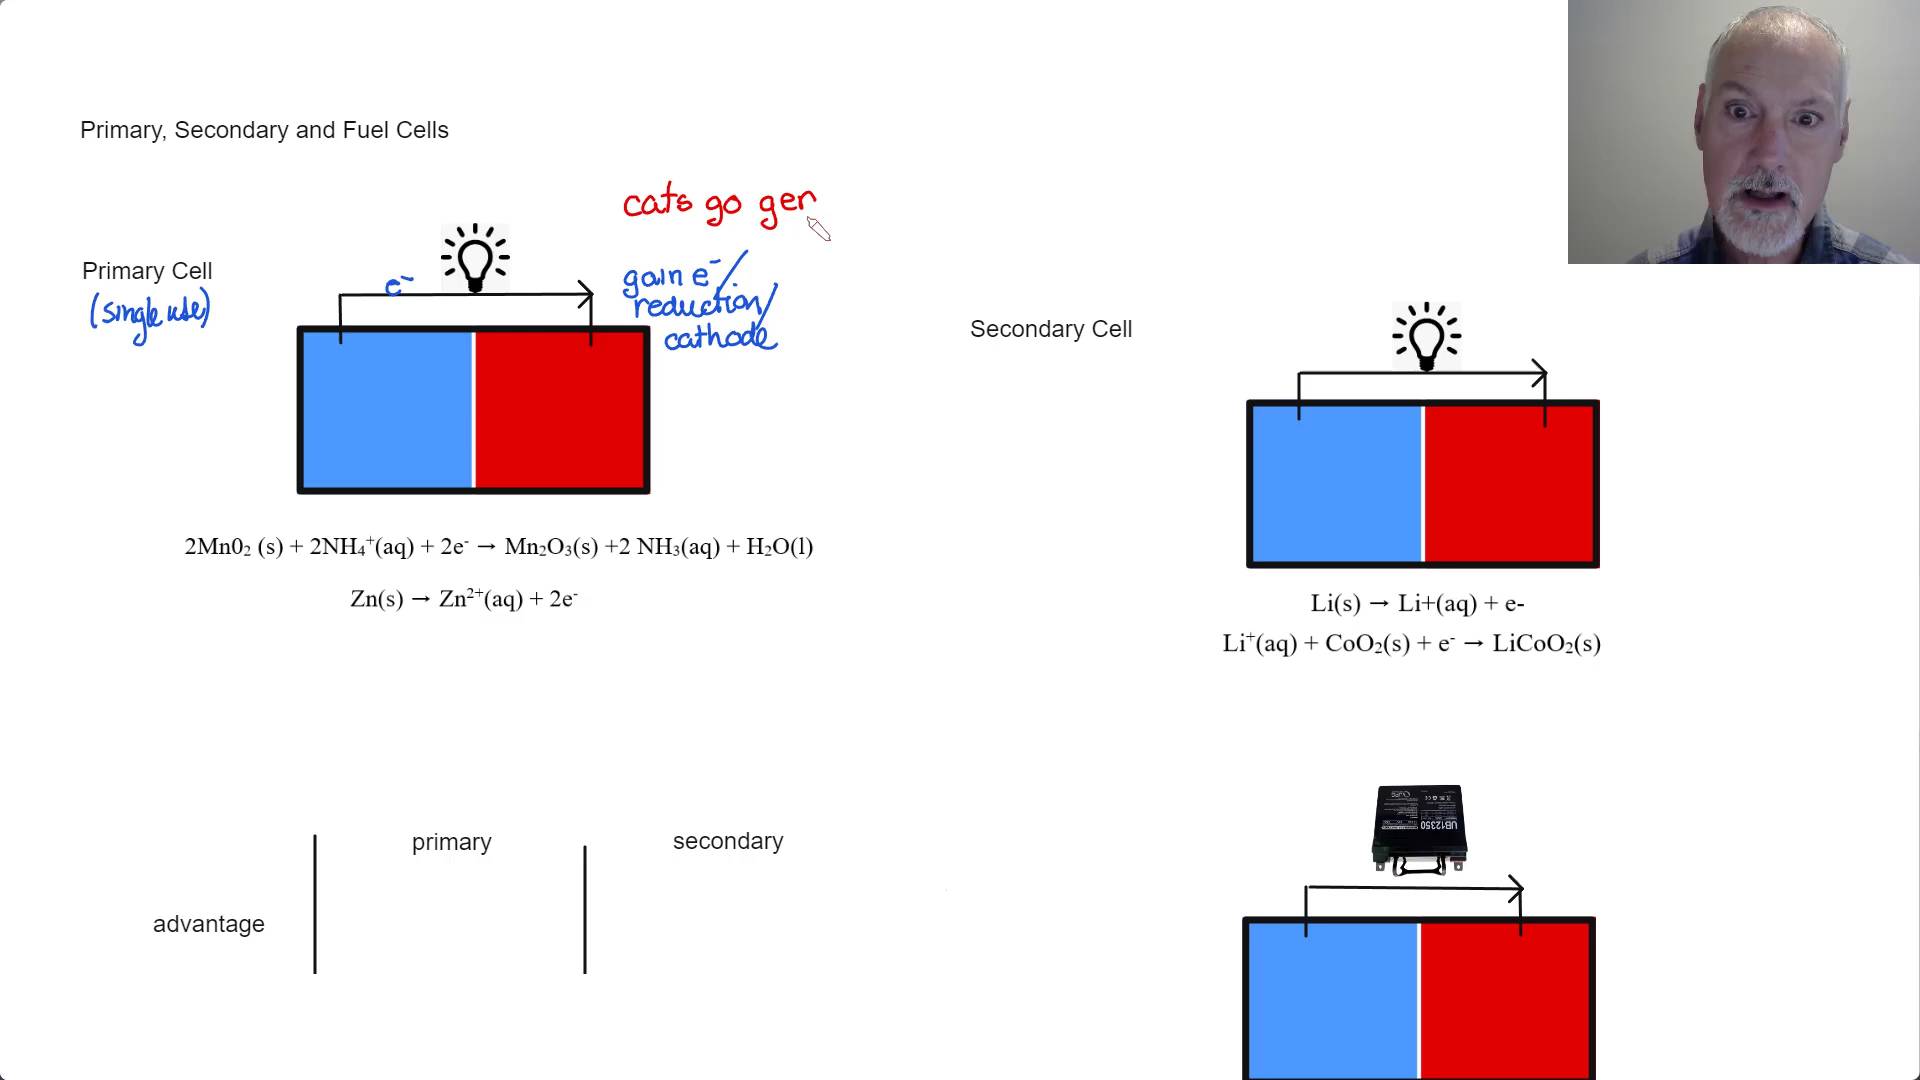 Primary, Secondary and Fuel Cells
cats go ger
Primary Cell
(single use)
e⁻
gain e⁻/
reduction/
cathode
Secondary Cell
2Mn0₂ (s) + 2NH₄⁺(aq) + 2e⁻ → Mn₂O₃(s) +2 NH₃(aq) + H₂O(l)
Zn(s) → Zn²⁺(aq) + 2e⁻
Li(s) → Li+(aq) + e-
Li⁺(aq) + CoO₂(s) + e⁻ → LiCoO₂(s)
primary
secondary
advantage
UB12350